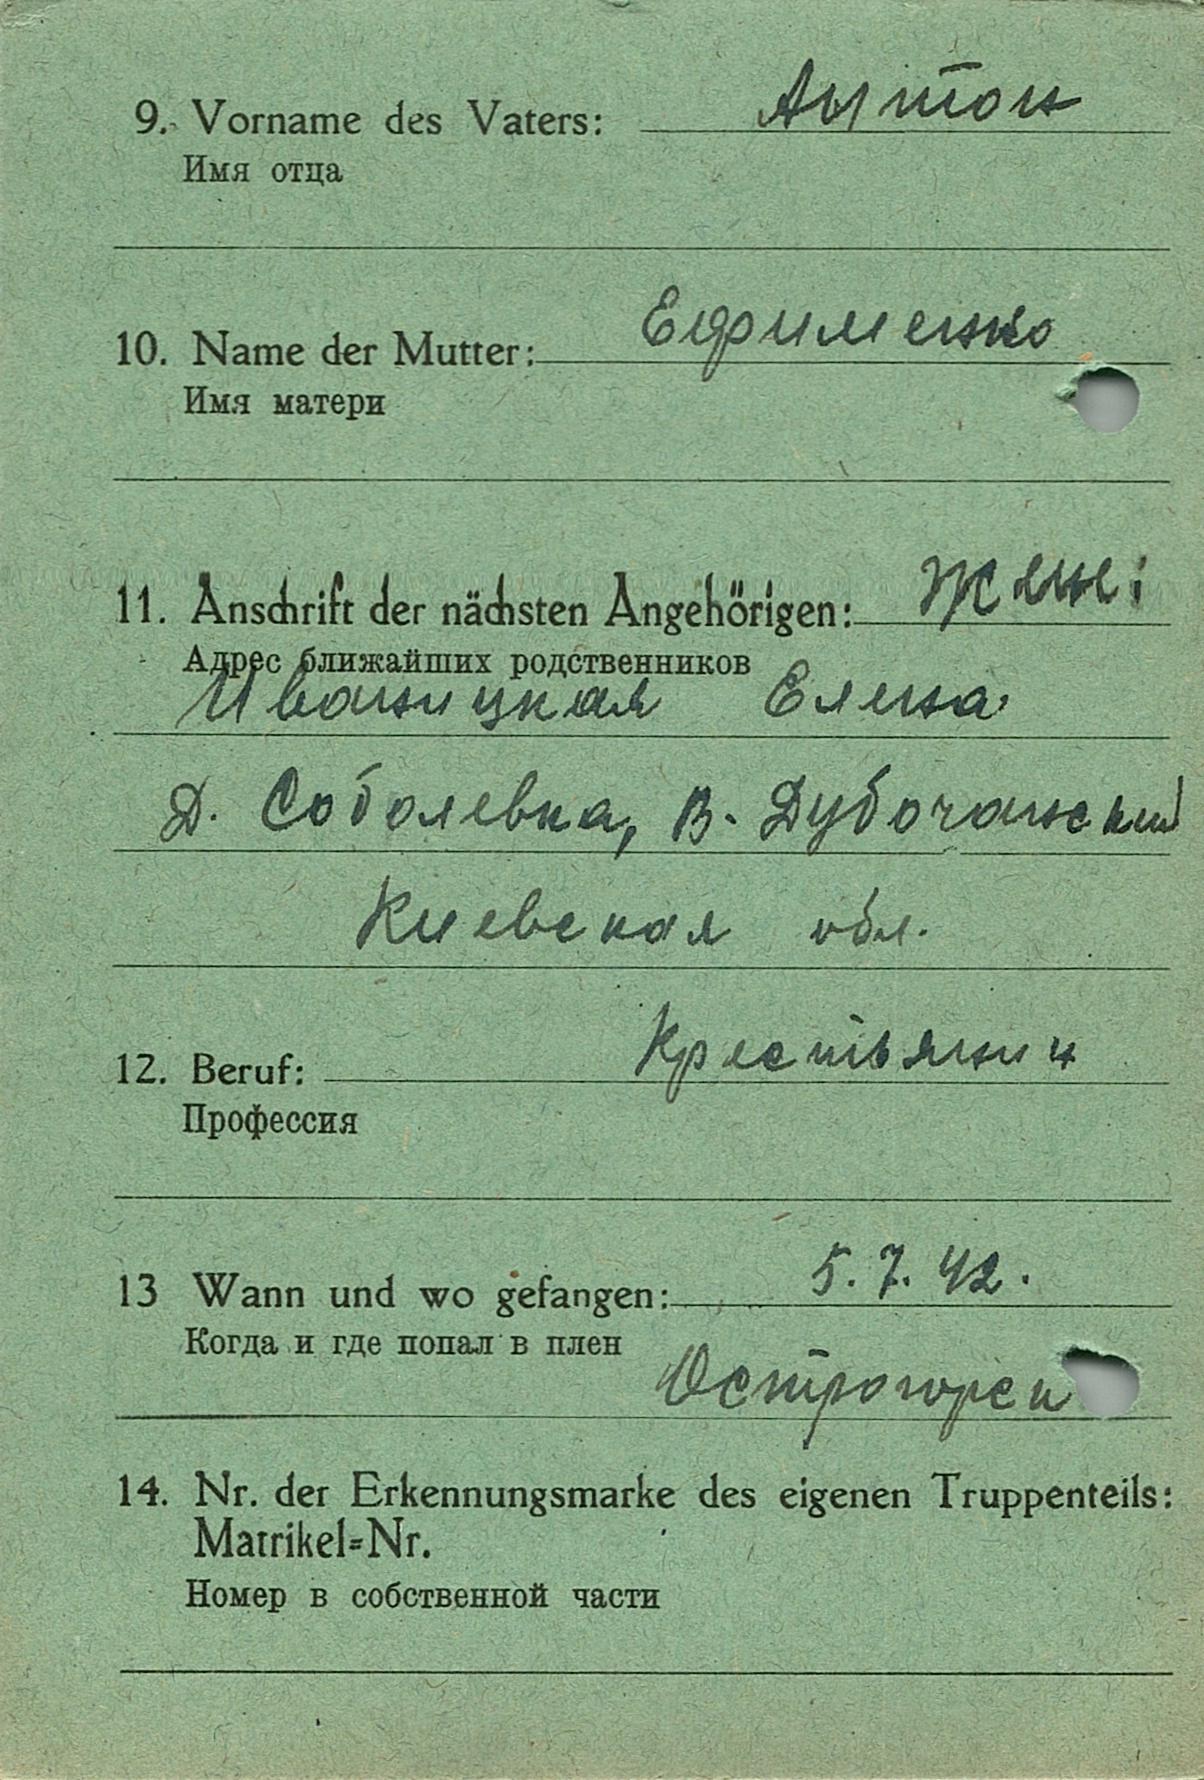 9. Vorname des Vaters: Антон
Имя отца
10. Name der Mutter: Ефименко
Имя матери
11. Anschrift der nächsten Angehörigen: жены:
Адрес ближайших родственников
Иваницкая Елена
Д. Соболевка, В. Дубочанский
Киевская обл.
12. Beruf: Крестьянин
Профессия
13 Wann und wo gefangen: 5.7.42.
Когда и где попал в плен
Острогорск
14. Nr. der Erkennungsmarke des eigenen Truppenteils:
Matrikel=Nr.
Номер в собственной части